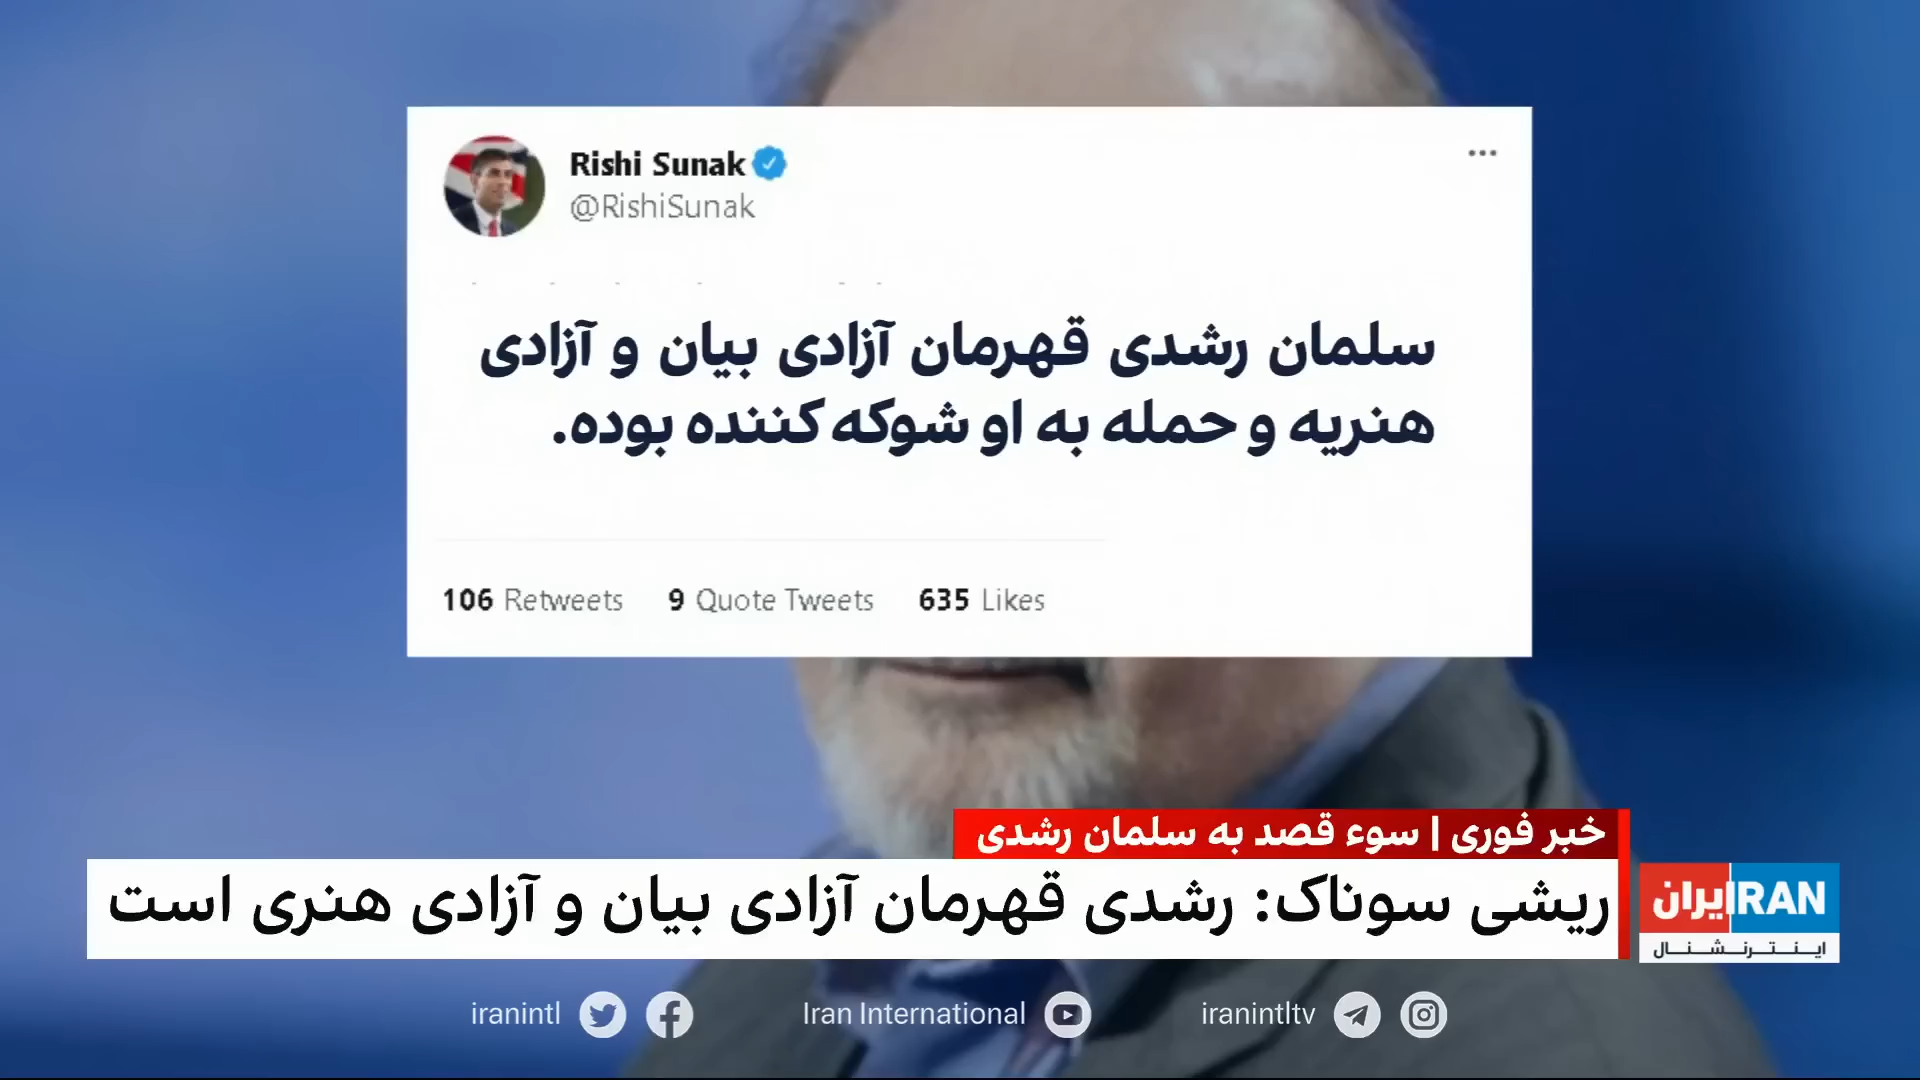 Rishi Sunak
@RishiSunak
سلمان رشدی قهرمان آزادی بیان و آزادی
هنریه و حمله به او شوکه کننده بوده.
106 Retweets 9 Quote Tweets 635 Likes
خبر فوری | سوء قصد به سلمان رشدی
ریشی سوناک: رشدی قهرمان آزادی بیان و آزادی هنری است
ایران IRAN
اینترنشنال
iranintl Iran International iranintltv